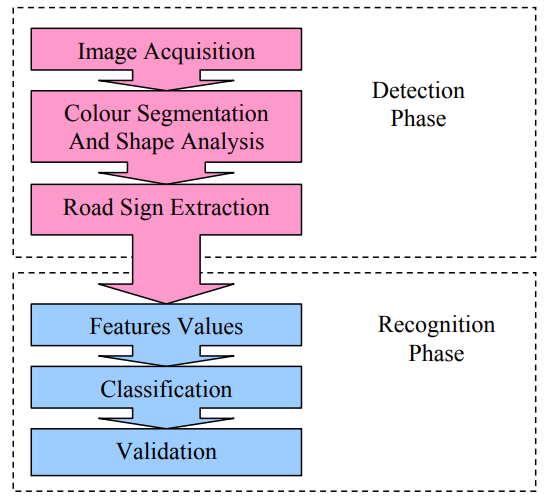 Image Acquisition
Detection
Phase
Colour Segmentation
And Shape Analysis
Road Sign Extraction
Features Values
Recognition
Phase
Classification
Validation